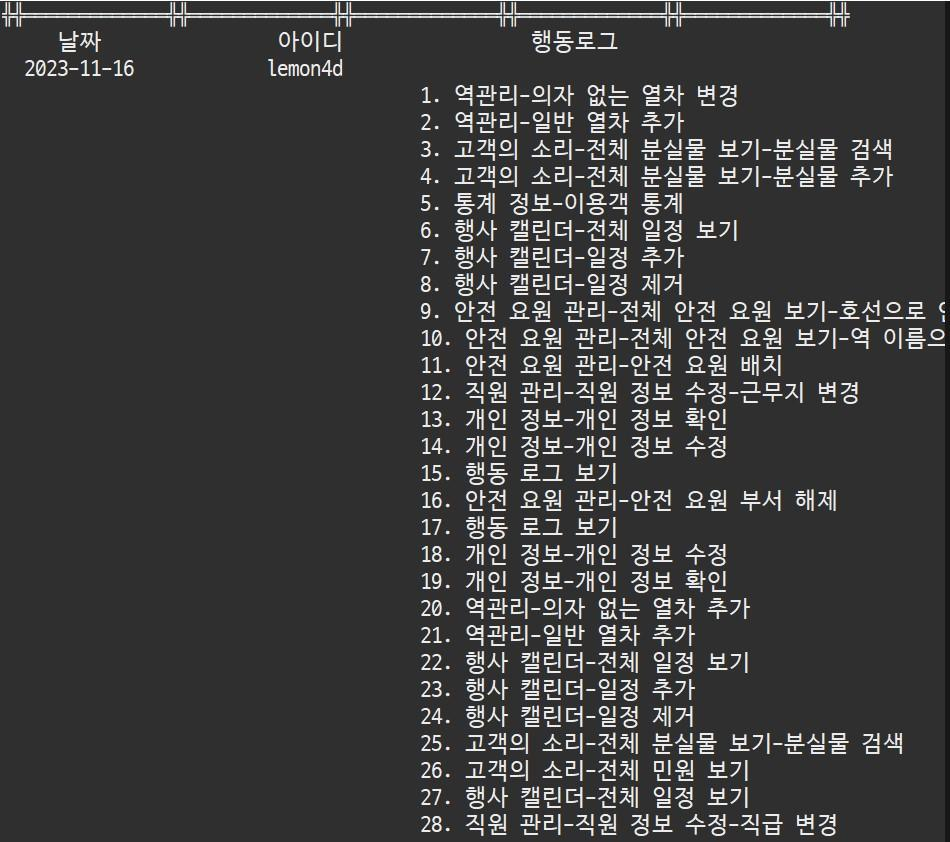 날짜 아이디 행동로그
2023-11-16 lemon4d
1. 역관리-의자 없는 열차 변경
2. 역관리-일반 열차 추가
3. 고객의 소리-전체 분실물 보기-분실물 검색
4. 고객의 소리-전체 분실물 보기-분실물 추가
5. 통계 정보-이용객 통계
6. 행사 캘린더-전체 일정 보기
7. 행사 캘린더-일정 추가
8. 행사 캘린더-일정 제거
9. 안전 요원 관리-전체 안전 요원 보기-호선으로
10. 안전 요원 관리-전체 안전 요원 보기-역 이름으
11. 안전 요원 관리-안전 요원 배치
12. 직원 관리-직원 정보 수정-근무지 변경
13. 개인 정보-개인 정보 확인
14. 개인 정보-개인 정보 수정
15. 행동 로그 보기
16. 안전 요원 관리-안전 요원 부서 해제
17. 행동 로그 보기
18. 개인 정보-개인 정보 수정
19. 개인 정보-개인 정보 확인
20. 역관리-의자 없는 열차 추가
21. 역관리-일반 열차 추가
22. 행사 캘린더-전체 일정 보기
23. 행사 캘린더-일정 추가
24. 행사 캘린더-일정 제거
25. 고객의 소리-전체 분실물 보기-분실물 검색
26. 고객의 소리-전체 민원 보기
27. 행사 캘린더-전체 일정 보기
28. 직원 관리-직원 정보 수정-직급 변경